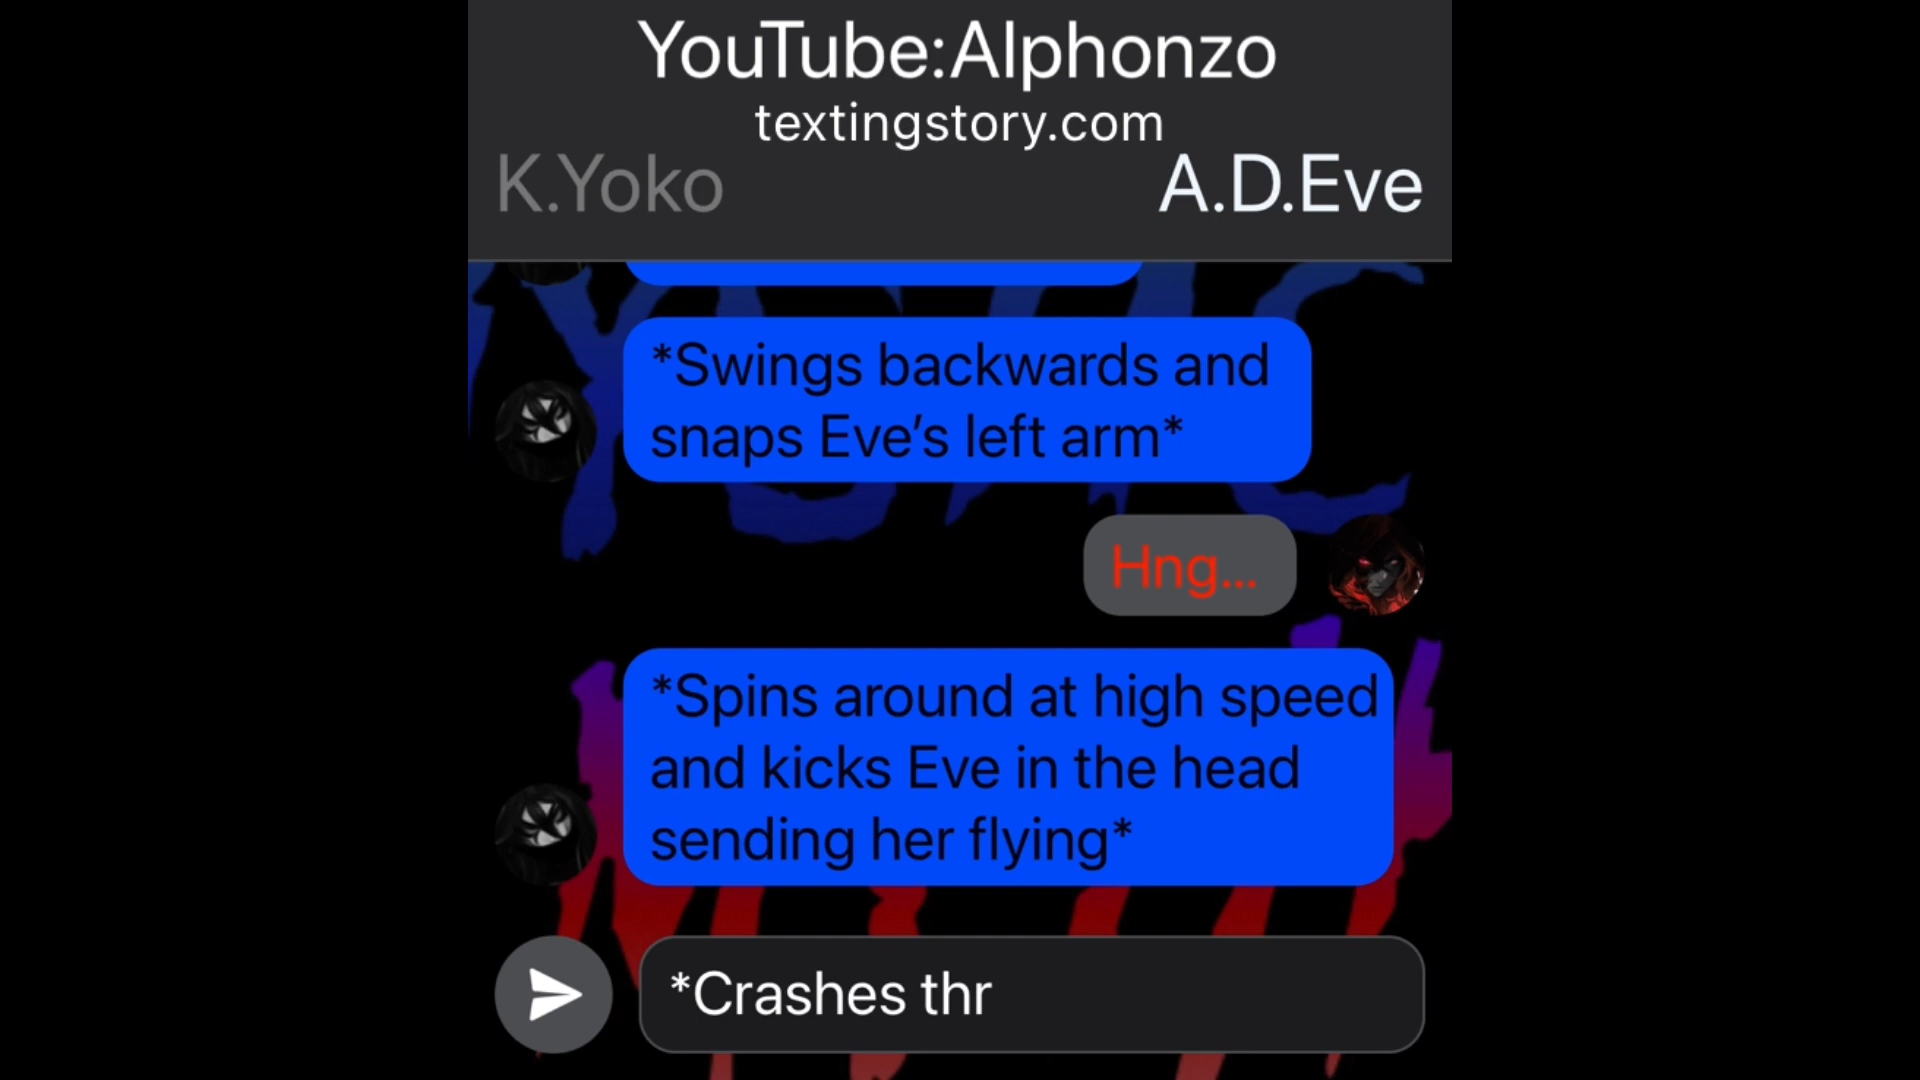 YouTube:Alphonzo
textingstory.com
K.Yoko
A.D.Eve
*Swings backwards and
snaps Eve’s left arm*
Hng...
*Spins around at high speed
and kicks Eve in the head
sending her flying*
*Crashes thr